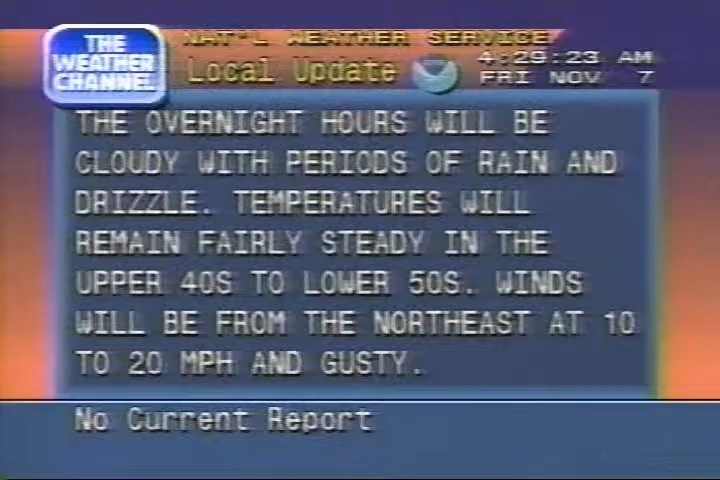 THE
WEATHER
CHANNEL
NAT'L WEATHER SERVICE
Local Update
4:29:23 AM
FRI NOV 7
THE OVERNIGHT HOURS WILL BE
CLOUDY WITH PERIODS OF RAIN AND
DRIZZLE. TEMPERATURES WILL
REMAIN FAIRLY STEADY IN THE
UPPER 40S TO LOWER 50S. WINDS
WILL BE FROM THE NORTHEAST AT 10
TO 20 MPH AND GUSTY.
No Current Report